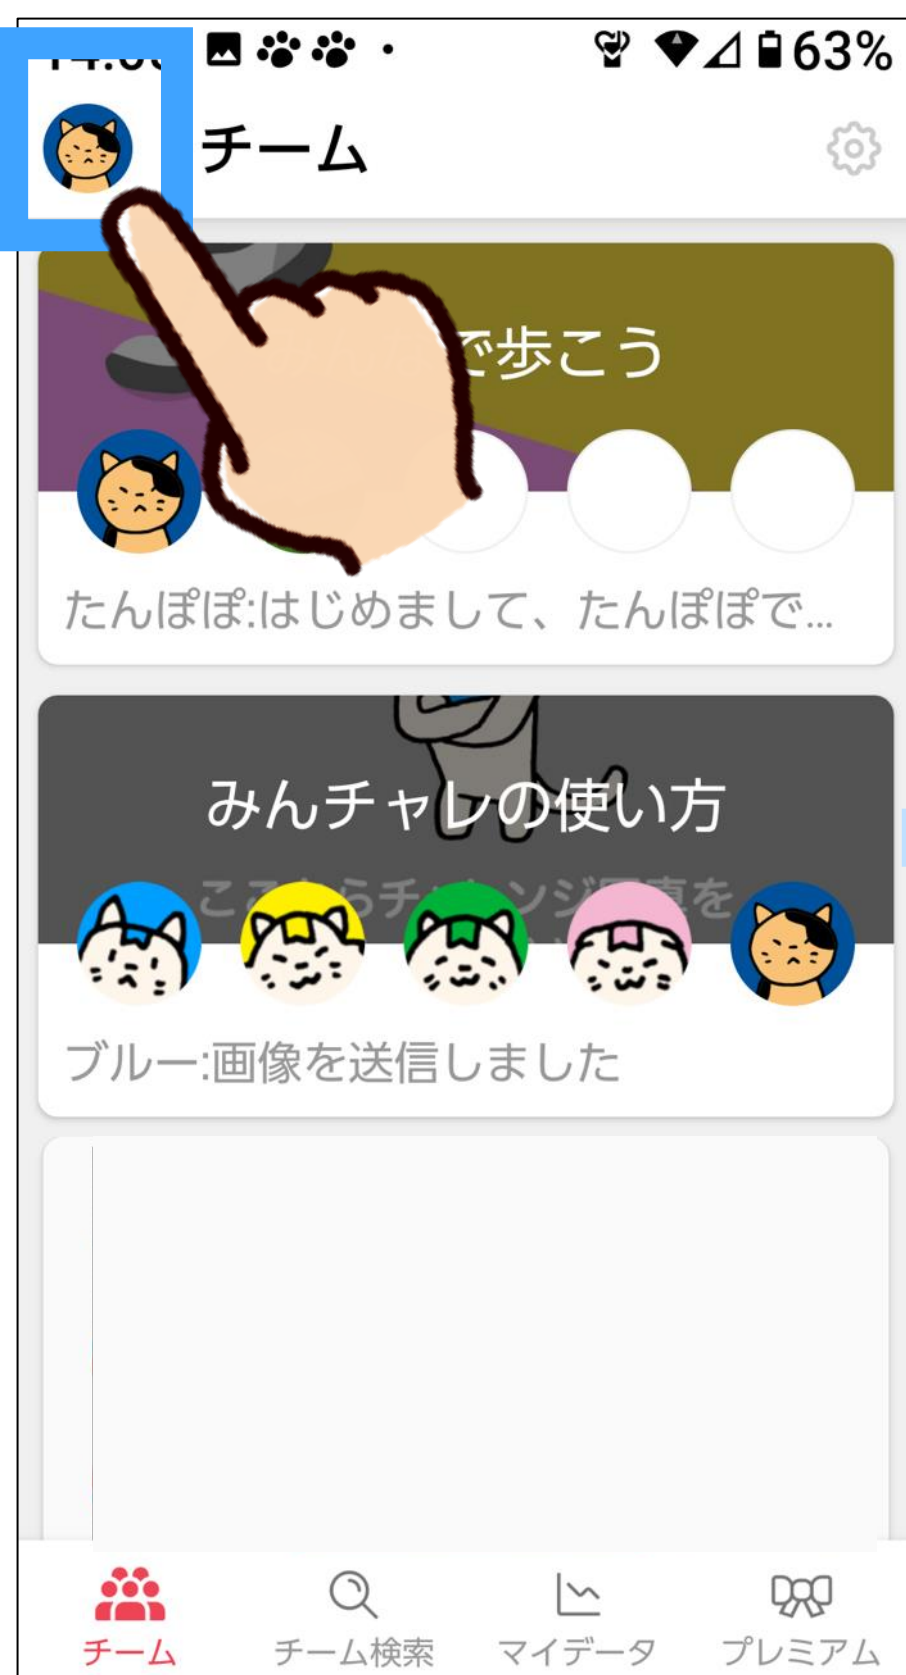 63%
チーム
で歩こう
たんぽぽ:はじめまして、たんぽぽで...
みんチャレの使い方
ブルー:画像を送信しました
チーム
チーム検索
マイデータ
プレミアム